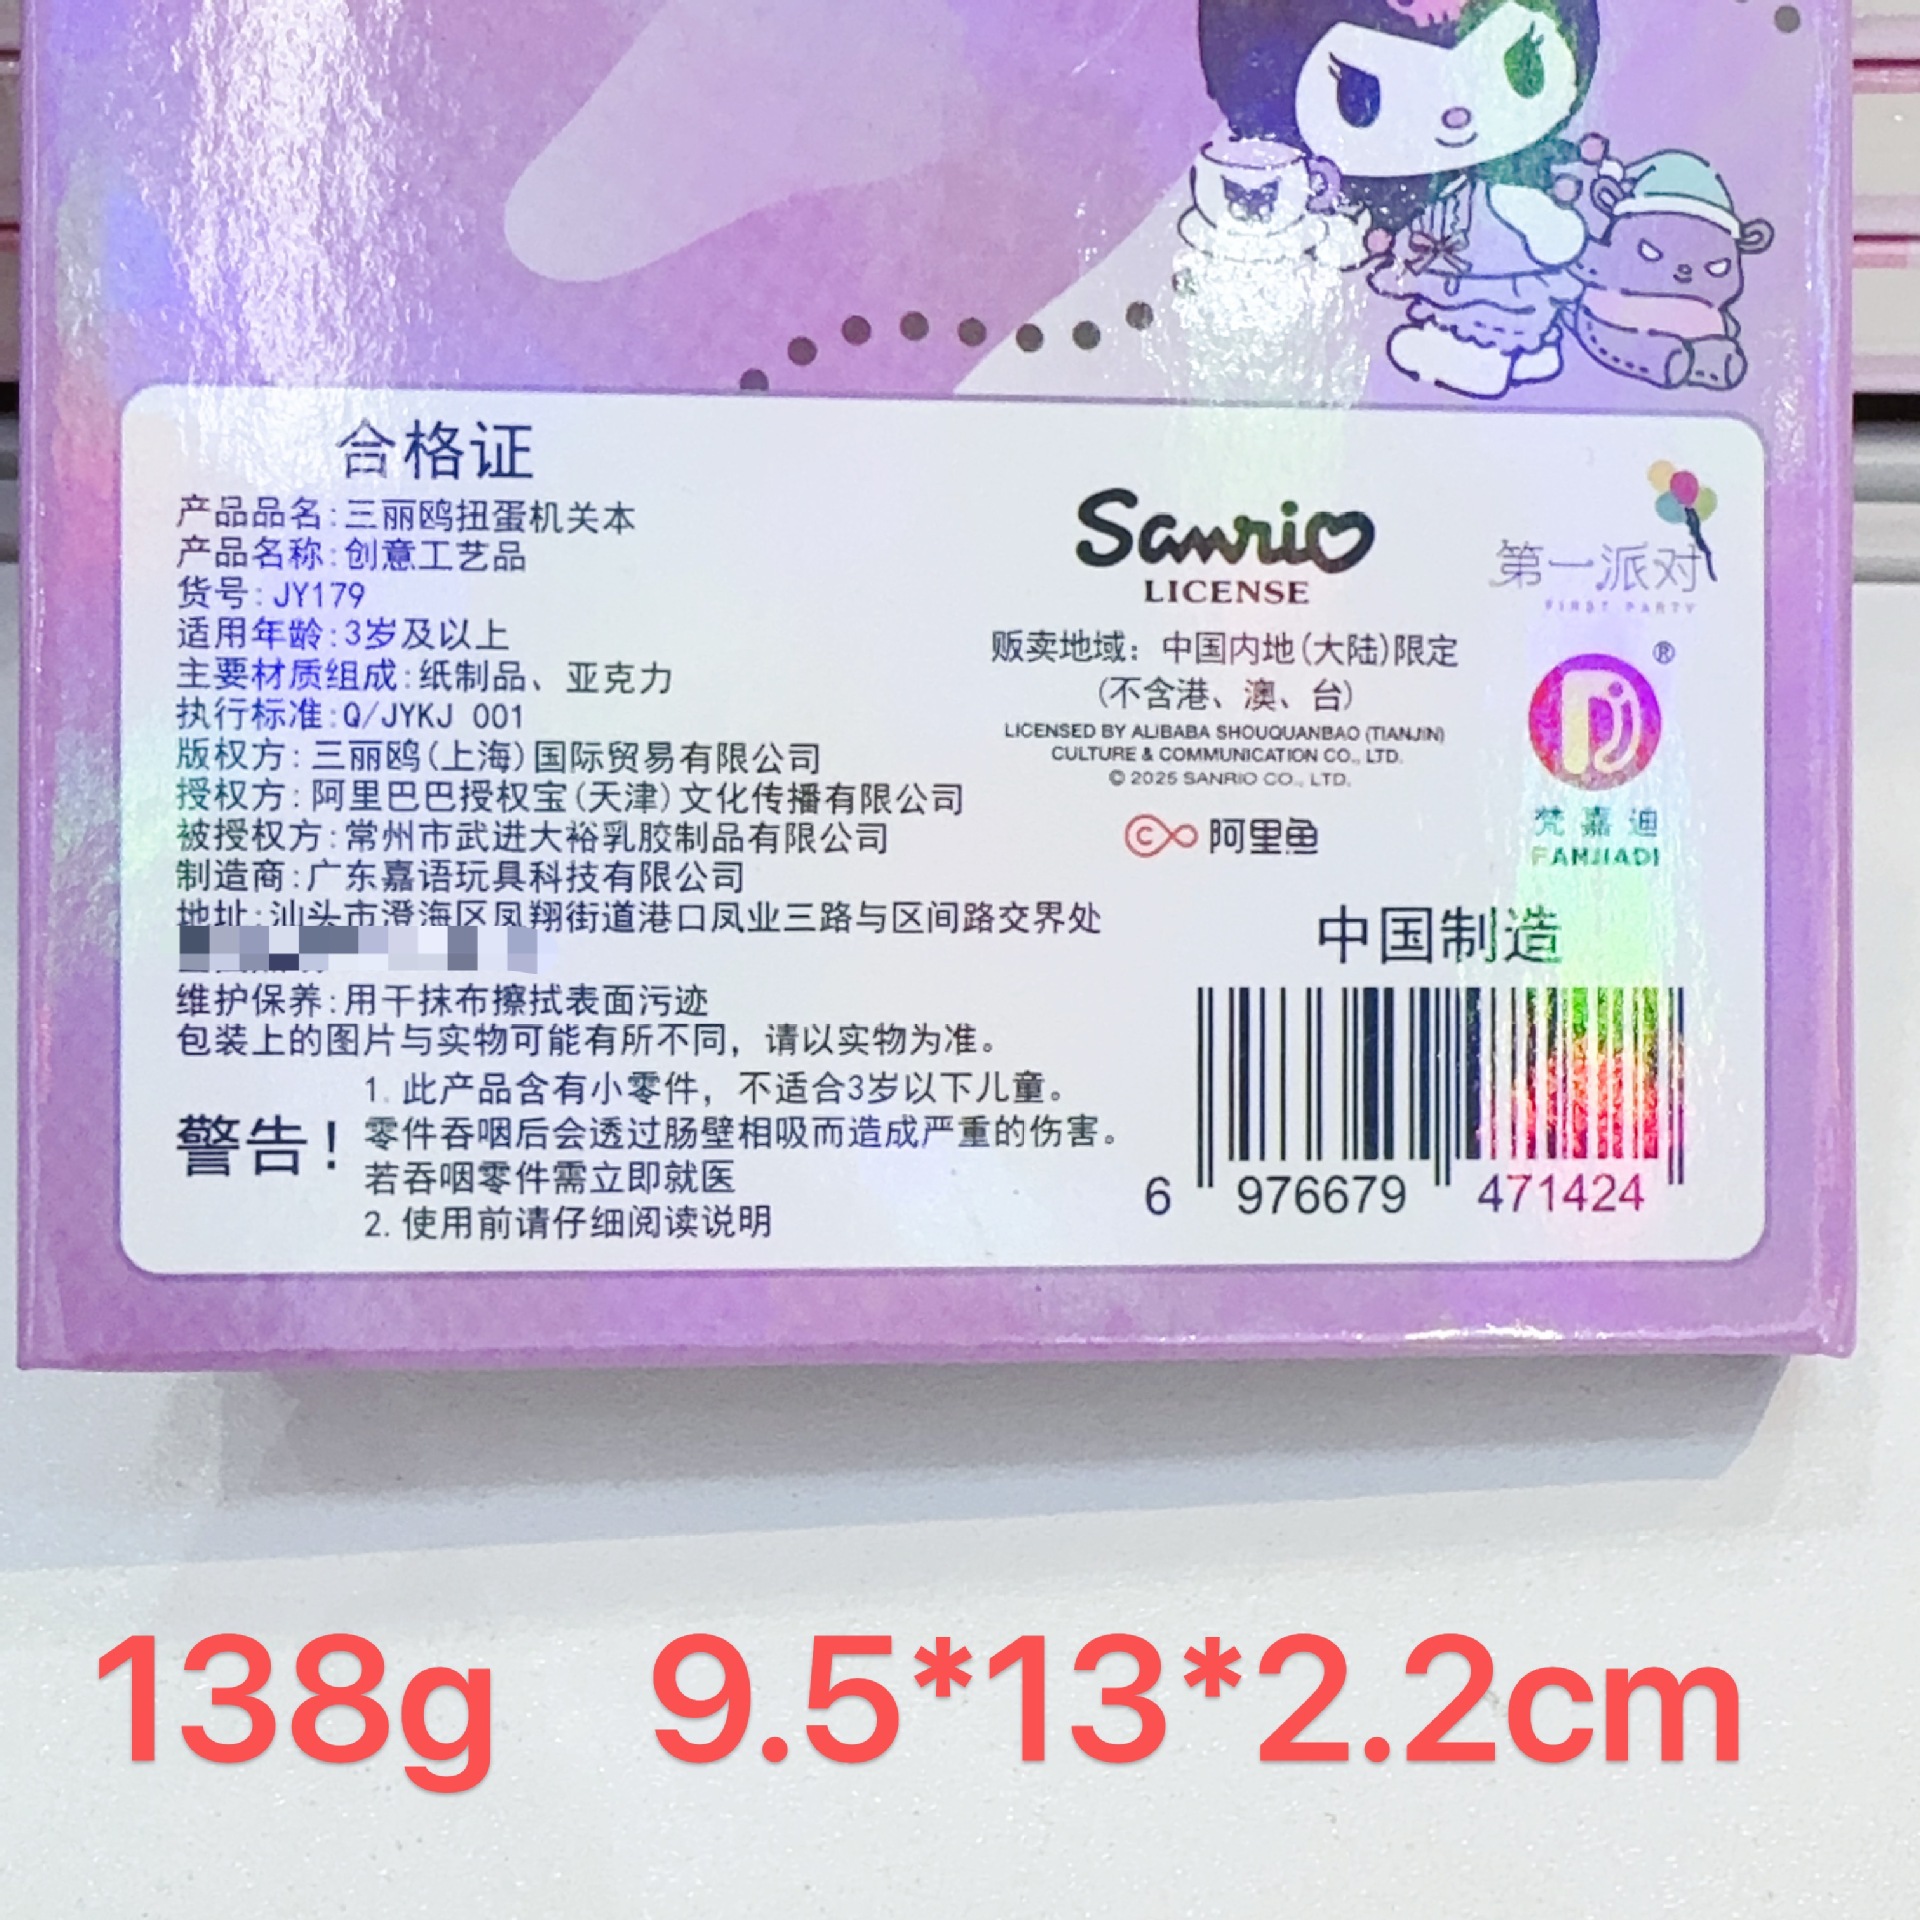 合格证
产品品名:三丽鸥扭蛋机关本
产品名称:创意工艺品
货号:JY179
适用年龄:3岁及以上
主要材质组成:纸制品、亚克力
执行标准:Q/JYKJ 001
版权方:三丽鸥(上海)国际贸易有限公司
授权方:阿里巴巴授权宝(天津)文化传播有限公司
被授权方:常州市武进大裕乳胶制品有限公司
制造商:广东嘉语玩具科技有限公司
地址:汕头市澄海区凤翔街道港口凤业三路与区间路交界处
维护保养:用干抹布擦拭表面污迹
包装上的图片与实物可能有所不同，请以实物为准。
警告!
1. 此产品含有小零件，不适合3岁以下儿童。
零件吞咽后会透过肠壁相吸而造成严重的伤害。
若吞咽零件需立即就医
2. 使用前请仔细阅读说明
Sanrio
LICENSE
贩卖地域：中国内地(大陆)限定
(不含港、澳、台)
LICENSED BY ALIBABA SHOUQUANBAO (TIANJIN)
CULTURE & COMMUNICATION CO., LTD.
© 2025 SANRIO CO., LTD.
阿里鱼
第一派对
FIRST PARTY
®
梵嘉迪
FANJIADI
中国制造
6 976679 471424
138g 9.5*13*2.2cm